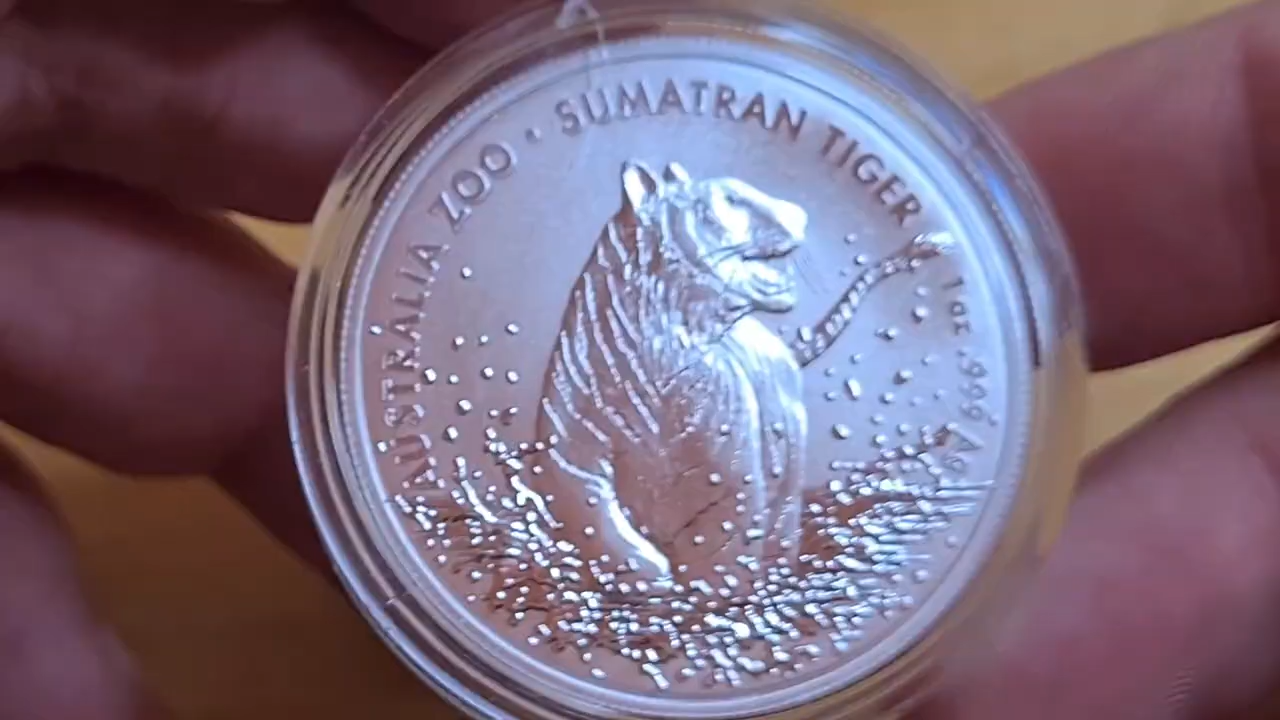 AUSTRALIA ZOO • SUMATRAN TIGER
1oz .999 Ag